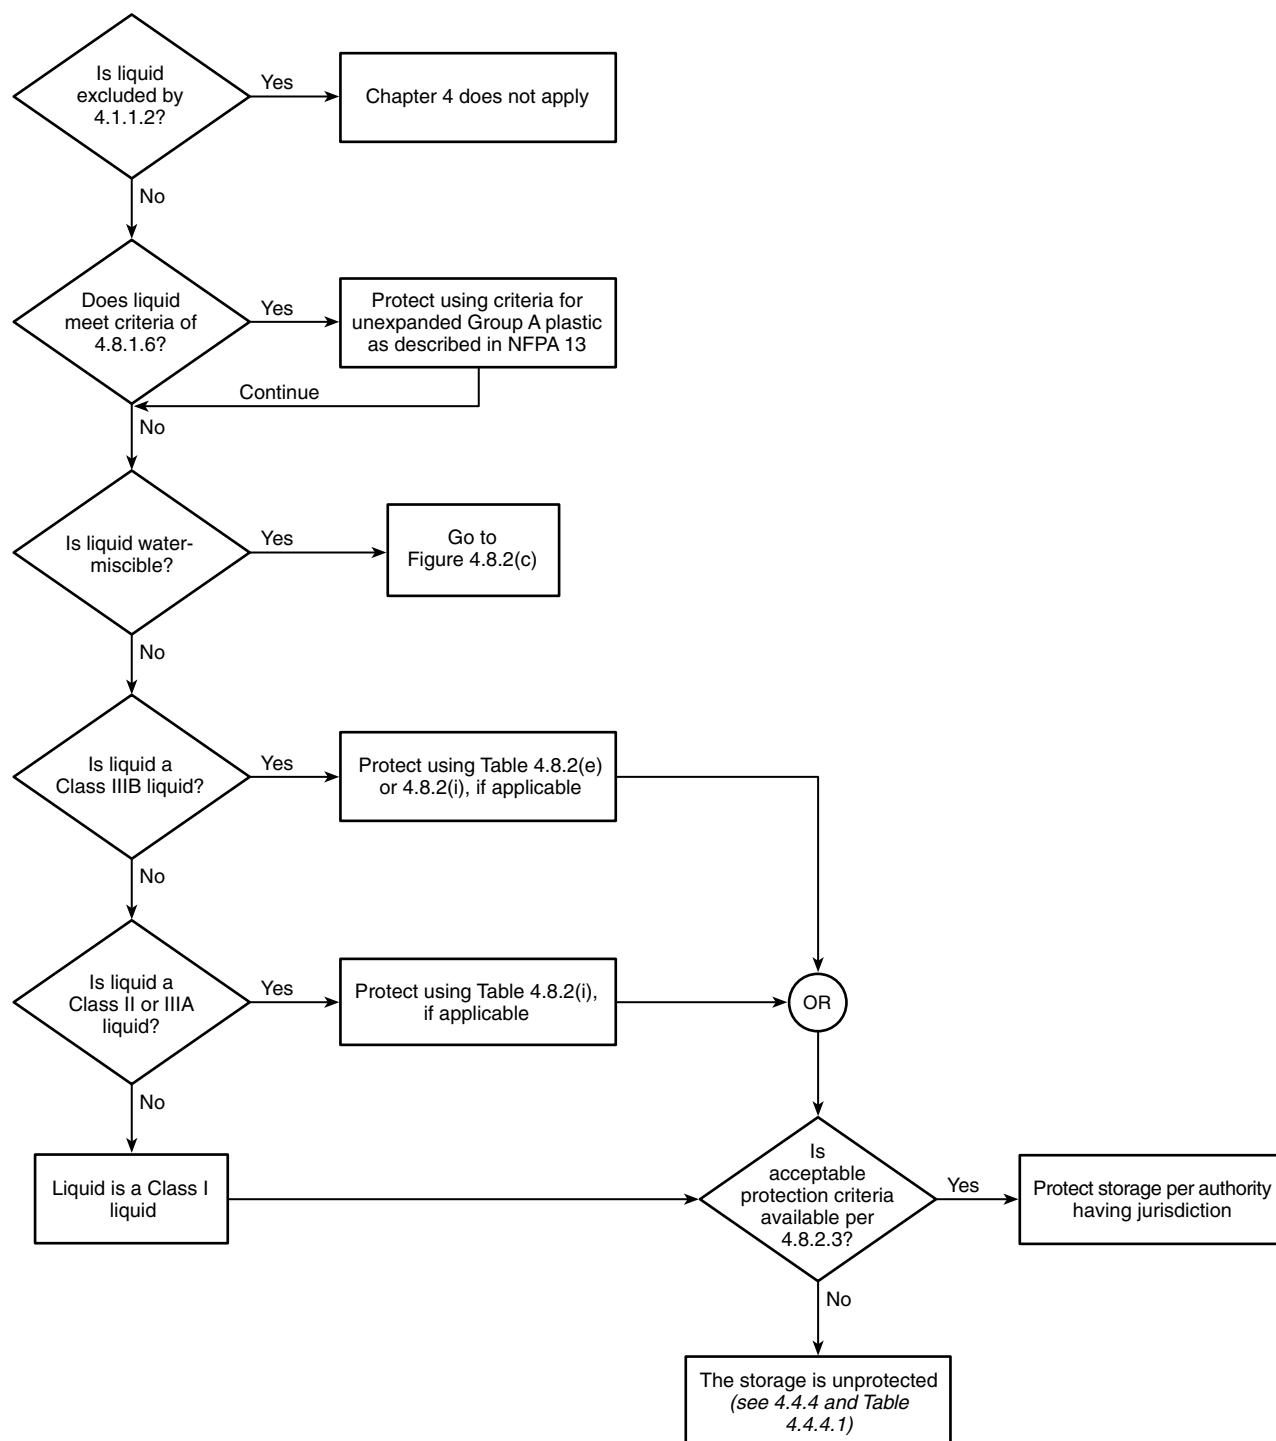 Is liquid
excluded by
4.1.1.2?
Yes
Chapter 4 does not apply
No
Does liquid
meet criteria of
4.8.1.6?
Yes
Protect using criteria for
unexpanded Group A plastic
as described in NFPA 13
Continue
No
Is liquid water-
miscible?
Yes
Go to
Figure 4.8.2(c)
No
Is liquid a
Class IIIB liquid?
Yes
Protect using Table 4.8.2(e)
or 4.8.2(i), if applicable
No
Is liquid a
Class II or IIIA
liquid?
Yes
Protect using Table 4.8.2(i),
if applicable
OR
No
Liquid is a Class I
liquid
Is
acceptable
protection criteria
available per
4.8.2.3?
Yes
Protect storage per authority
having jurisdiction
No
The storage is unprotected
(see 4.4.4 and Table
4.4.4.1)